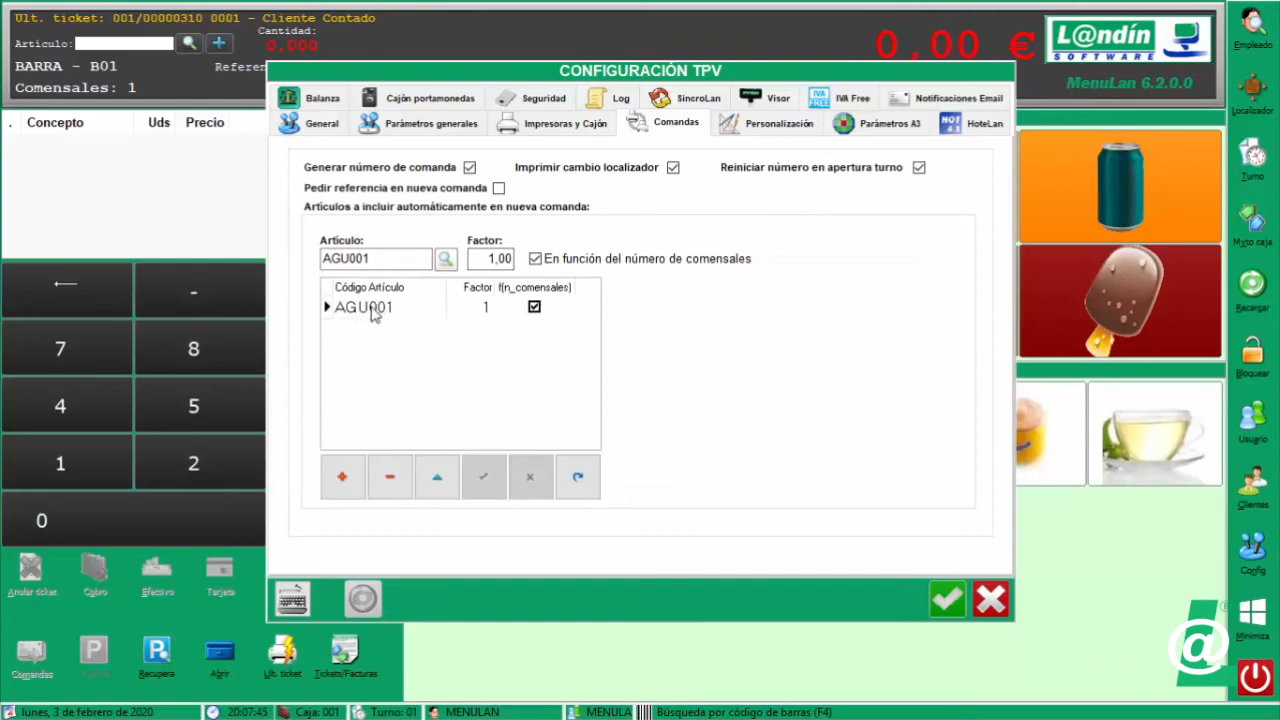 Ult. ticket: 001/00000310 0001 - Cliente Contado
Cantidad:
Artículo:
0,000
0,00 €
L@ndín
SOFTWARE
BARRA - B01
Comensales: 1
MenuLan 6.2.0.0
Empleado
Localizador
Turno
Mvto caja
Recargar
Bloquear
Usuario
Clientes
Config
Minimiza
. Concepto Uds Precio
CONFIGURACIÓN TPV
Balanza Cajón portamonedas Seguridad Log SincroLan Visor IVA FREE IVA Free Notificaciones Email
General Parámetros generales Impresoras y Cajón Comandas Personalización Parámetros A3 HOT 4.1 HoteLan
Generar número de comanda Imprimir cambio localizador Reiniciar número en apertura turno
Pedir referencia en nueva comanda
Artículos a incluir automáticamente en nueva comanda:
Artículo: Factor:
AGU001 1,00 En función del número de comensales
Código Artículo Factor f(n_comensales)
AGU001 1
-
7 8
4 5
1 2
0
Anular ticket Cobro Efectivo Tarjeta
Comandas Recupera Abrir Ult. ticket Tickets/Facturas
lunes, 3 de febrero de 2020 20:07:45 Caja: 001 Turno: 01 MENULAN MENULA Búsqueda por código de barras (F4)